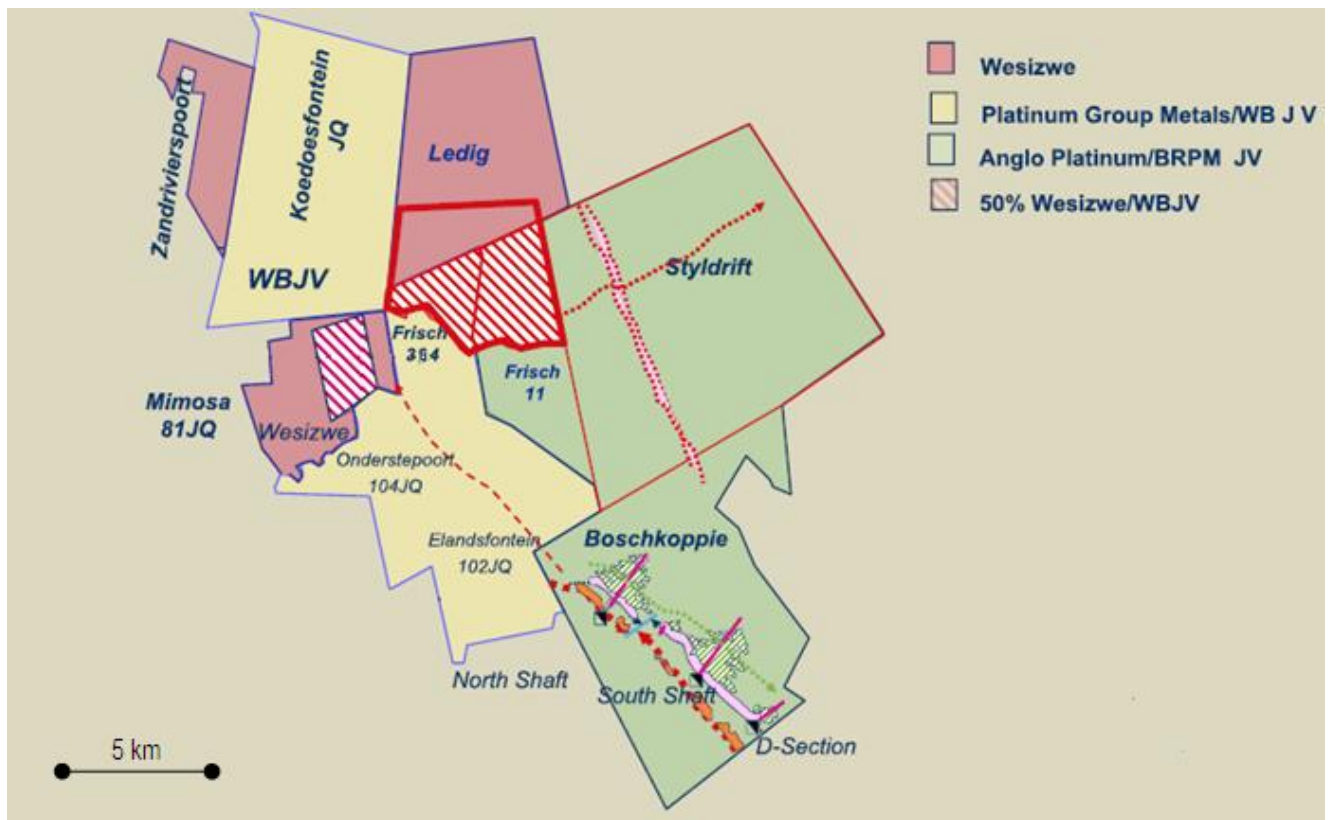 Wesizwe
Platinum Group Metals/WB J V
Anglo Platinum/BRPM JV
50% Wesizwe/WBJV
Zandrivierspoort
Koedoesfontein
JQ
Ledig
WBJV
Styldrift
Frisch
Frisch
11
Mimosa
81JQ
Wesizwe
Onderstepoort
104JQ
Elandsfontein
102JQ
Boschkoppie
North Shaft
South Shaft
D-Section
5 km